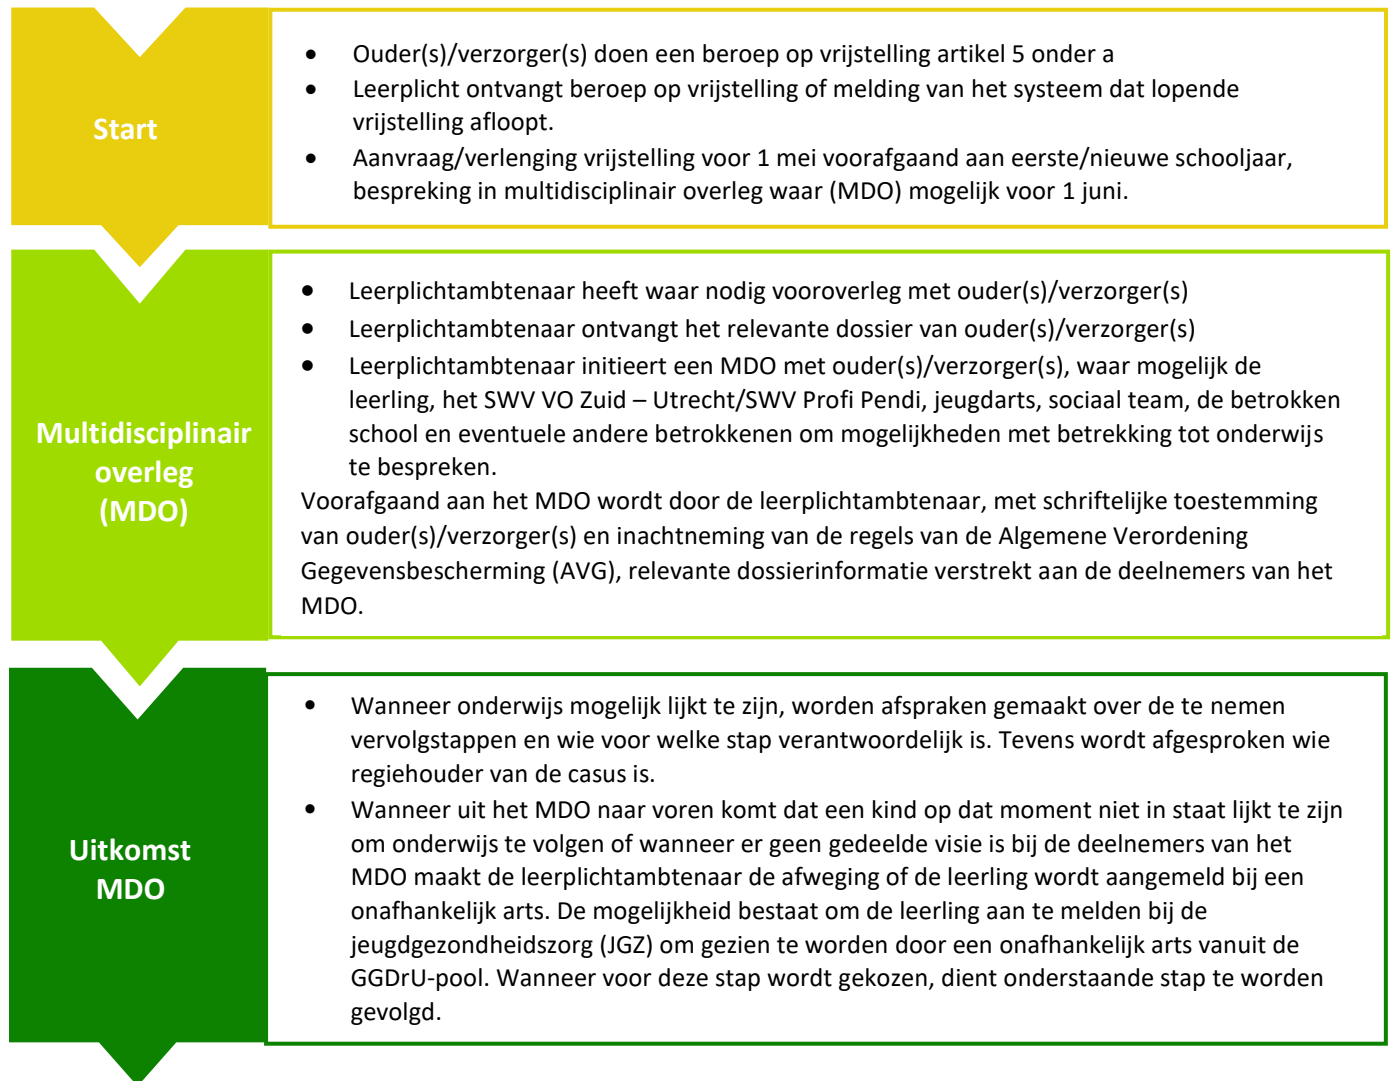 Start
• Ouder(s)/verzorger(s) doen een beroep op vrijstelling artikel 5 onder a
• Leerplicht ontvangt beroep op vrijstelling of melding van het systeem dat lopende
vrijstelling afloopt.
• Aanvraag/verlenging vrijstelling voor 1 mei voorafgaand aan eerste/nieuwe schooljaar,
bespreking in multidisciplinair overleg waar (MDO) mogelijk voor 1 juni.
Multidisciplinair
overleg
(MDO)
• Leerplichtambtenaar heeft waar nodig vooroverleg met ouder(s)/verzorger(s)
• Leerplichtambtenaar ontvangt het relevante dossier van ouder(s)/verzorger(s)
• Leerplichtambtenaar initieert een MDO met ouder(s)/verzorger(s), waar mogelijk de
leerling, het SWV VO Zuid – Utrecht/SWV Profi Pendi, jeugdarts, sociaal team, de betrokken
school en eventuele andere betrokkenen om mogelijkheden met betrekking tot onderwijs
te bespreken.
Voorafgaand aan het MDO wordt door de leerplichtambtenaar, met schriftelijke toestemming
van ouder(s)/verzorger(s) en inachtneming van de regels van de Algemene Verordening
Gegevensbescherming (AVG), relevante dossierinformatie verstrekt aan de deelnemers van het
MDO.
Uitkomst
MDO
• Wanneer onderwijs mogelijk lijkt te zijn, worden afspraken gemaakt over de te nemen
vervolgstappen en wie voor welke stap verantwoordelijk is. Tevens wordt afgesproken wie
regiehouder van de casus is.
• Wanneer uit het MDO naar voren komt dat een kind op dat moment niet in staat lijkt te zijn
om onderwijs te volgen of wanneer er geen gedeelde visie is bij de deelnemers van het
MDO maakt de leerplichtambtenaar de afweging of de leerling wordt aangemeld bij een
onafhankelijk arts. De mogelijkheid bestaat om de leerling aan te melden bij de
jeugdgezondheidszorg (JGZ) om gezien te worden door een onafhankelijk arts vanuit de
GGDrU-pool. Wanneer voor deze stap wordt gekozen, dient onderstaande stap te worden
gevolgd.